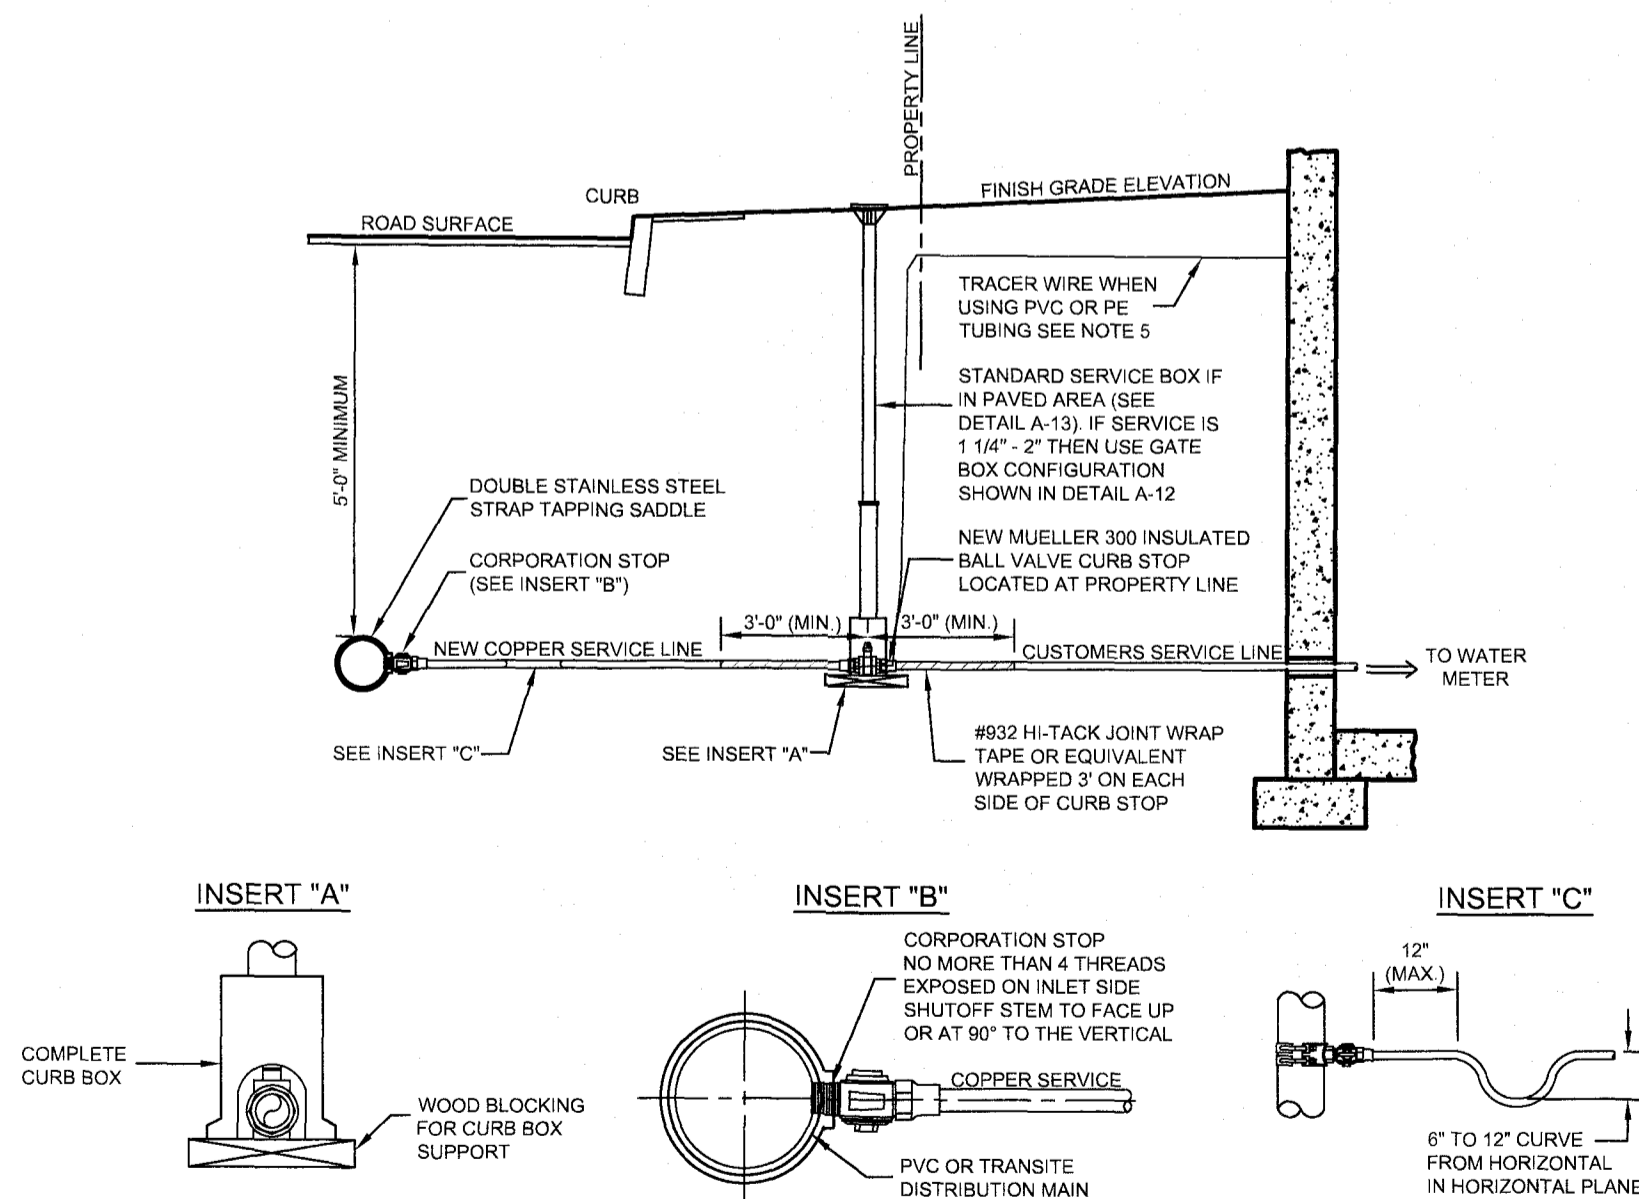 PROPERTY LINE
CURB
FINISH GRADE ELEVATION
ROAD SURFACE
TRACER WIRE WHEN
USING PVC OR PE
TUBING SEE NOTE 5
5'-0" MINIMUM
STANDARD SERVICE BOX IF
IN PAVED AREA (SEE
DETAIL A-13). IF SERVICE IS
1 1/4" - 2" THEN USE GATE
BOX CONFIGURATION
SHOWN IN DETAIL A-12
DOUBLE STAINLESS STEEL
STRAP TAPPING SADDLE
NEW MUELLER 300 INSULATED
BALL VALVE CURB STOP
LOCATED AT PROPERTY LINE
CORPORATION STOP
(SEE INSERT "B")
3'-0" (MIN.)
3'-0" (MIN.)
NEW COPPER SERVICE LINE
CUSTOMERS SERVICE LINE
TO WATER
METER
SEE INSERT "C"
SEE INSERT "A"
#932 HI-TACK JOINT WRAP
TAPE OR EQUIVALENT
WRAPPED 3' ON EACH
SIDE OF CURB STOP
INSERT "A"
COMPLETE
CURB BOX
WOOD BLOCKING
FOR CURB BOX
SUPPORT
INSERT "B"
CORPORATION STOP
NO MORE THAN 4 THREADS
EXPOSED ON INLET SIDE
SHUTOFF STEM TO FACE UP
OR AT 90° TO THE VERTICAL
COPPER SERVICE
PVC OR TRANSITE
DISTRIBUTION MAIN
INSERT "C"
12"
(MAX.)
6" TO 12" CURVE
FROM HORIZONTAL
IN HORIZONTAL PLANE